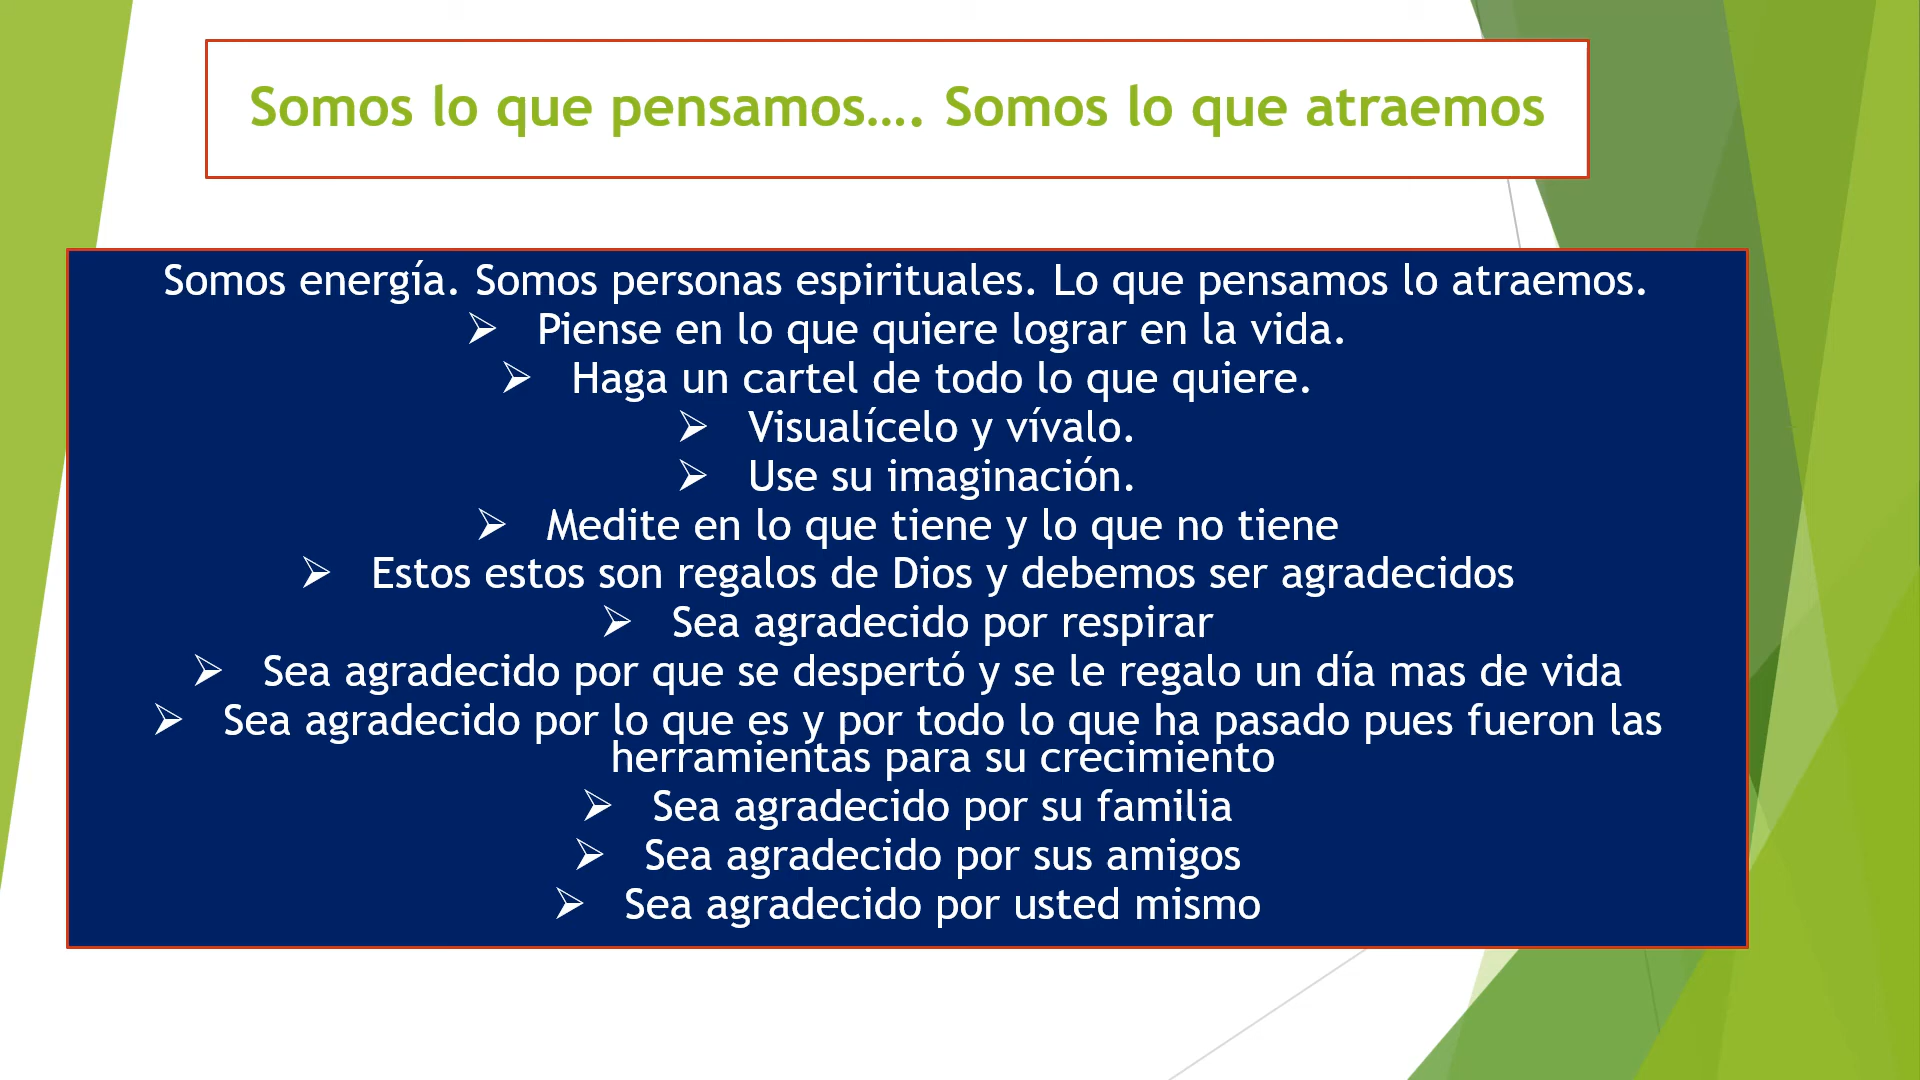 Somos lo que pensamos.... Somos lo que atraemos
Somos energía. Somos personas espirituales. Lo que pensamos lo atraemos.
➢ Piense en lo que quiere lograr en la vida.
➢ Haga un cartel de todo lo que quiere.
➢ Visualícelo y vívalo.
➢ Use su imaginación.
➢ Medite en lo que tiene y lo que no tiene
➢ Estos estos son regalos de Dios y debemos ser agradecidos
➢ Sea agradecido por respirar
➢ Sea agradecido por que se despertó y se le regalo un día mas de vida
➢ Sea agradecido por lo que es y por todo lo que ha pasado pues fueron las
herramientas para su crecimiento
➢ Sea agradecido por su familia
➢ Sea agradecido por sus amigos
➢ Sea agradecido por usted mismo